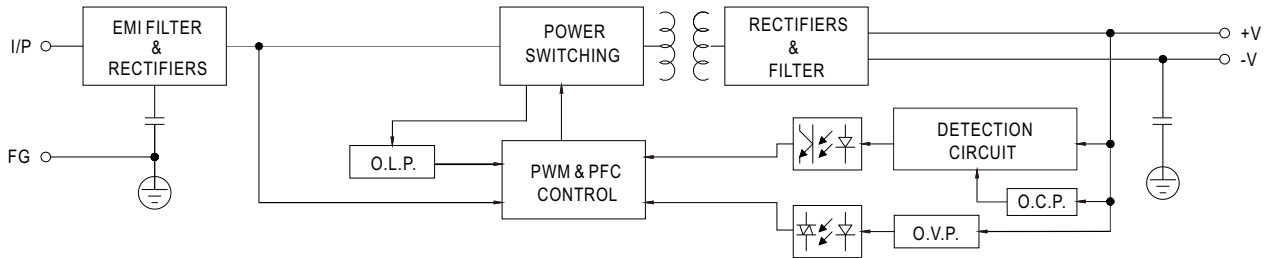 I/P
EMI FILTER
&
RECTIFIERS
POWER
SWITCHING
RECTIFIERS
&
FILTER
+V
-V
FG
O.L.P.
PWM & PFC
CONTROL
DETECTION
CIRCUIT
O.C.P.
O.V.P.